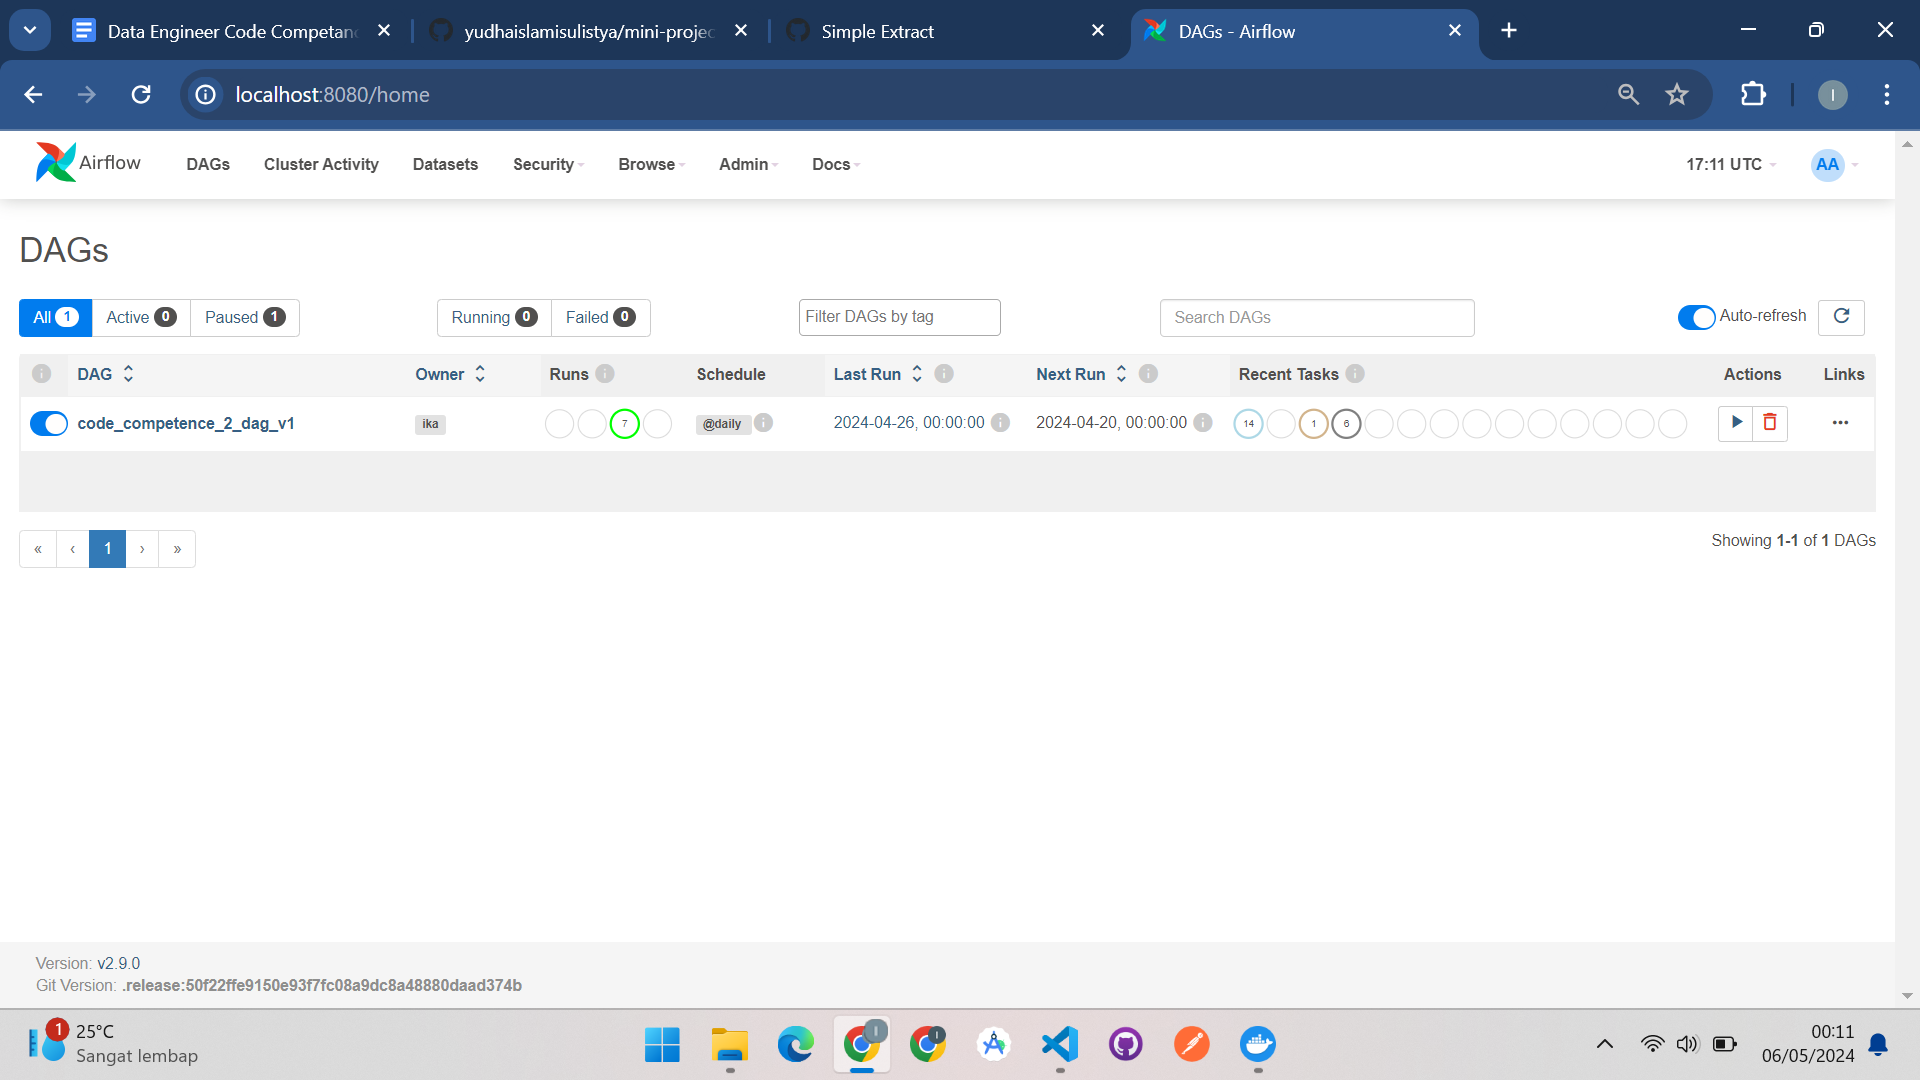 Data Engineer Code Competan
yudhaislamisulistya/mini-projec
Simple Extract
DAGs - Airflow
localhost:8080/home
I
Airflow
DAGs
Cluster Activity
Datasets
Security
Browse
Admin
Docs
17:11 UTC
AA
DAGs
All 1
Active 0
Paused 1
Running 0
Failed 0
Filter DAGs by tag
Search DAGs
Auto-refresh
DAG
Owner
Runs
Schedule
Last Run
Next Run
Recent Tasks
Actions
Links
code_competence_2_dag_v1
ika
7
@daily
2024-04-26, 00:00:00
2024-04-20, 00:00:00
14
1
6
« ‹ 1 › »
Showing 1-1 of 1 DAGs
Version: v2.9.0
Git Version: .release:50f22ffe9150e93f7fc08a9dc8a48880daad374b
1
25°C
Sangat lembap
00:11
06/05/2024